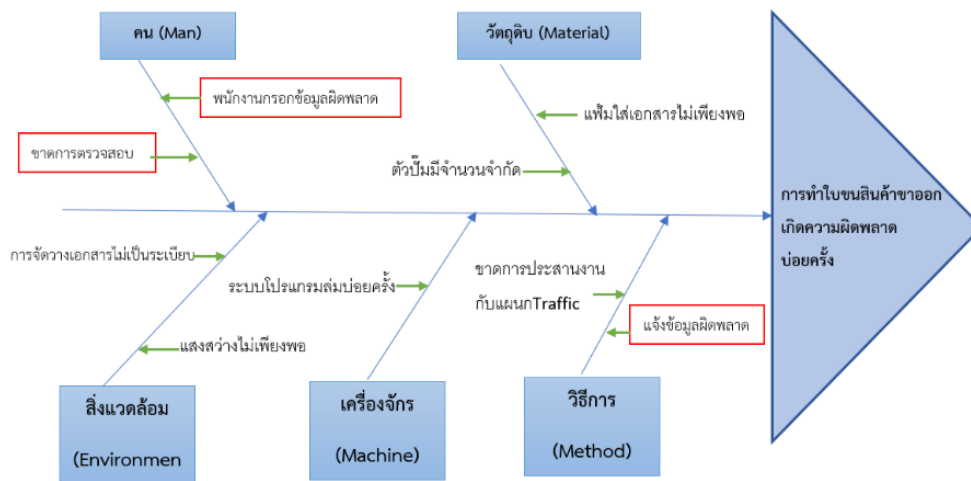 คน (Man)
วัตถุดิบ (Material)
พนักงานกรอกข้อมูลผิดพลาด
แฟ้มใส่เอกสารไม่เพียงพอ
ขาดการตรวจสอบ
ตัวปั๊มมีจำนวนจำกัด
การทำใบขนสินค้าขาออก
เกิดความผิดพลาด
บ่อยครั้ง
การจัดวางเอกสารไม่เป็นระเบียบ
ระบบโปรแกรมล่มบ่อยครั้ง
ขาดการประสานงาน
กับแผนกTraffic
แจ้งข้อมูลผิดพลาด
แสงสว่างไม่เพียงพอ
สิ่งแวดล้อม
(Environmen
เครื่องจักร
(Machine)
วิธีการ
(Method)